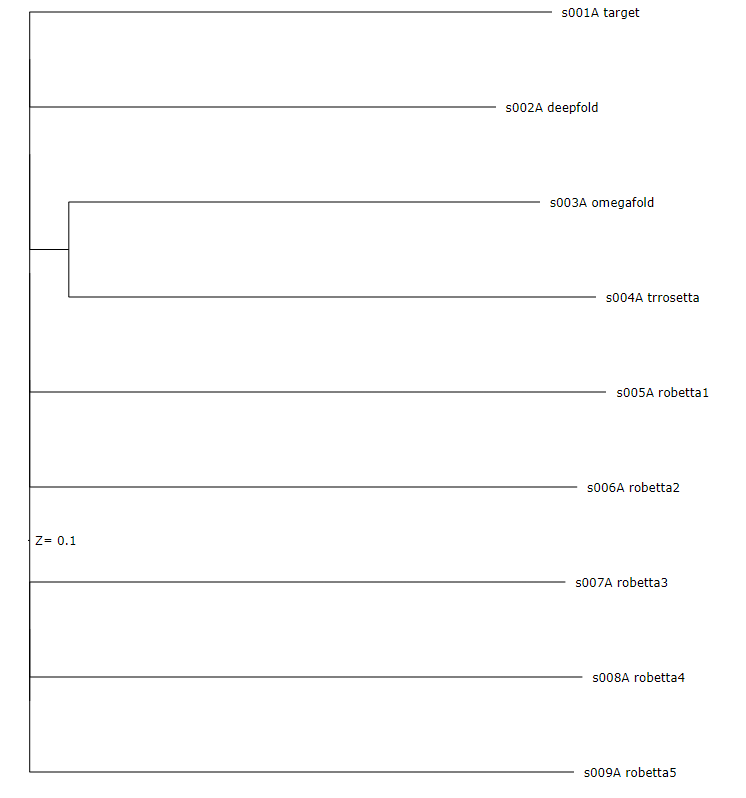 s001A target
s002A deepfold
s003A omegafold
s004A trrosetta
s005A robetta1
s006A robetta2
Z= 0.1
s007A robetta3
s008A robetta4
s009A robetta5